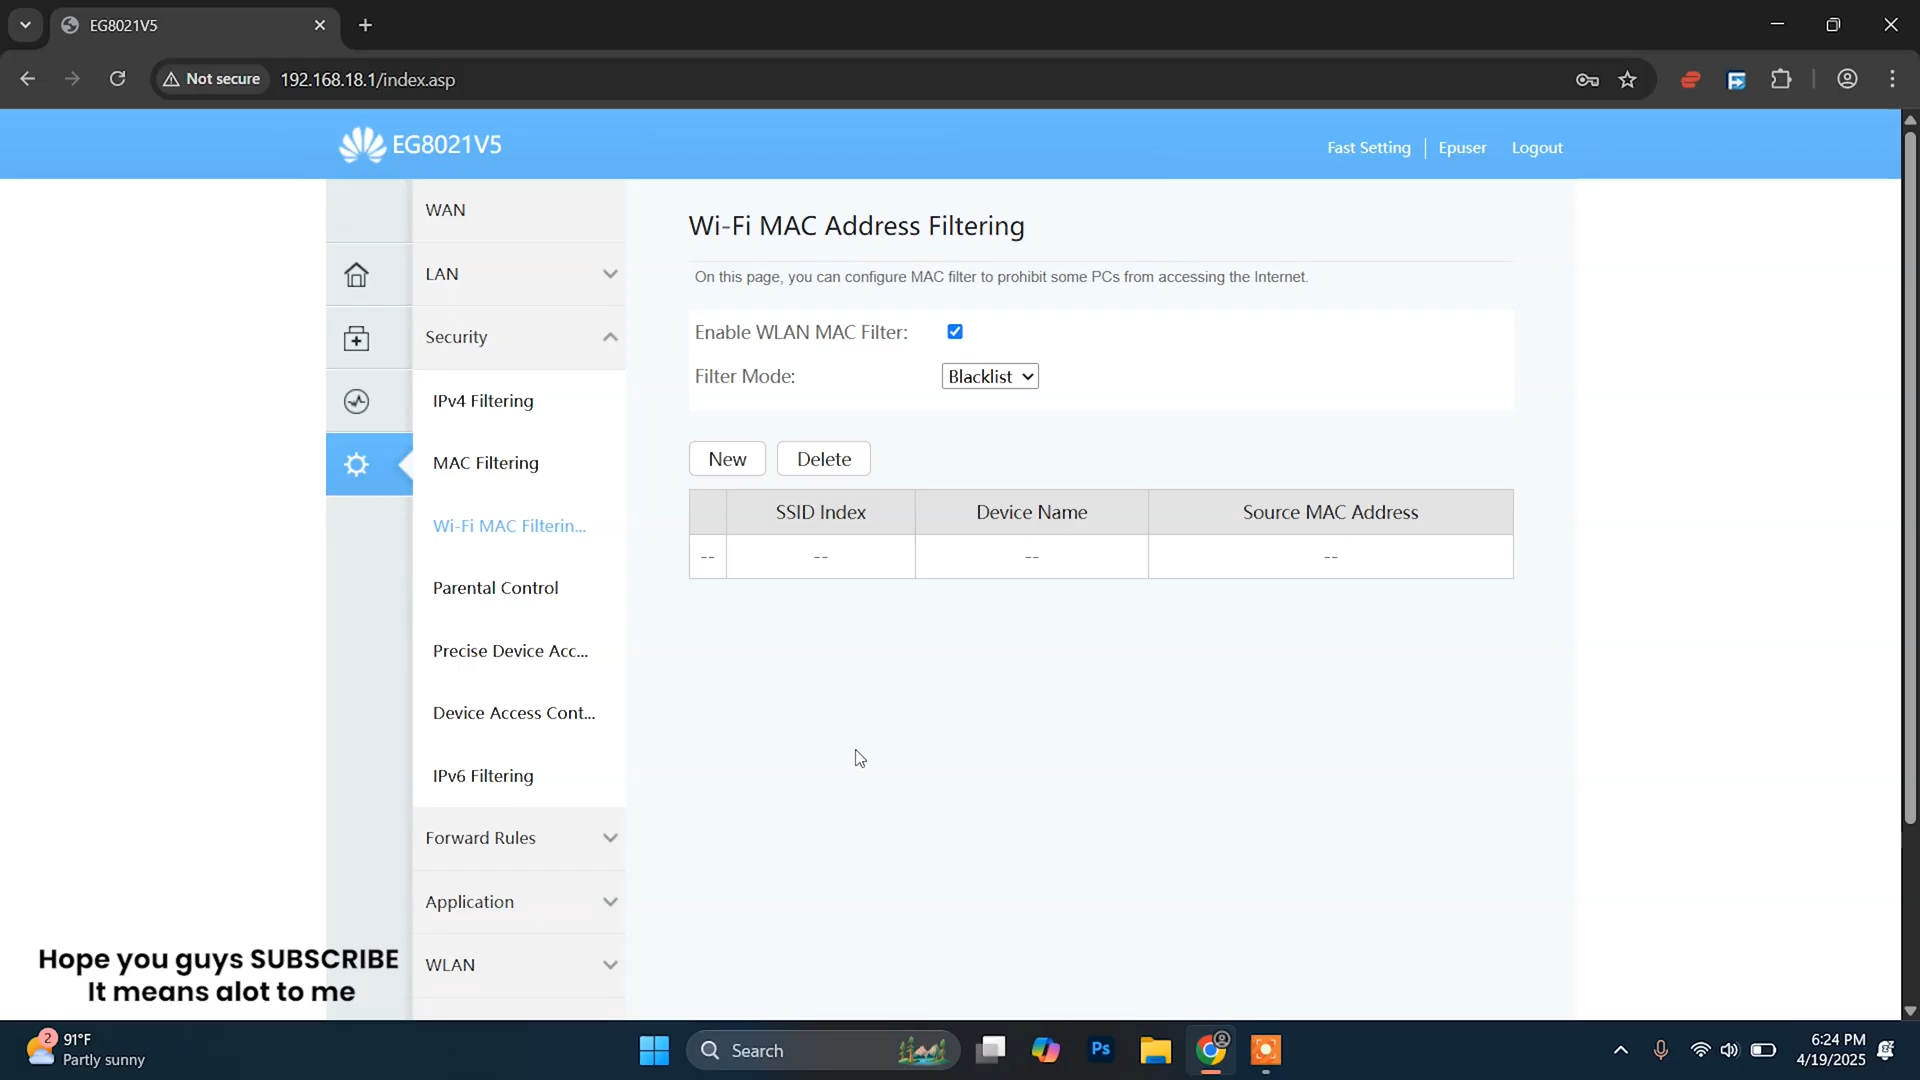 EG8021V5
Not secure 192.168.18.1/index.asp
EG8021V5
Fast Setting Epuser Logout
WAN
LAN
Security
IPv4 Filtering
MAC Filtering
Wi-Fi MAC Filterin...
Parental Control
Precise Device Acc...
Device Access Cont...
IPv6 Filtering
Forward Rules
Application
WLAN
Wi-Fi MAC Address Filtering
On this page, you can configure MAC filter to prohibit some PCs from accessing the Internet.
Enable WLAN MAC Filter:
Filter Mode: Blacklist
New Delete
SSID Index Device Name Source MAC Address
-- -- -- --
Hope you guys SUBSCRIBE
It means alot to me
2
91°F
Partly sunny
Search
Ps
6:24 PM
4/19/2025